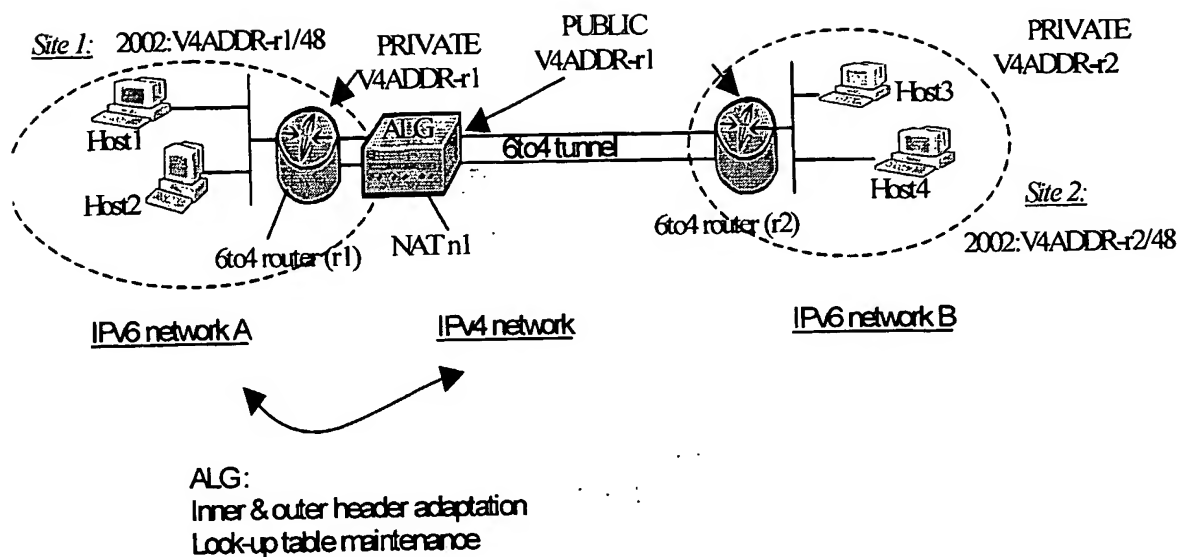 Site 1: 2002:V4ADDR-r1/48
PRIVATE
V4ADDR-r1
PUBLIC
V4ADDR-r1
PRIVATE
V4ADDR-r2
Host1
Host2
ALG
6to4 tunnel
Host3
Host4
6to4 router (r1)
NAT n1
6to4 router (r2)
Site 2:
2002:V4ADDR-r2/48
IPv6 network A
IPv4 network
IPv6 network B
ALG:
Inner & outer header adaptation
Look-up table maintenance